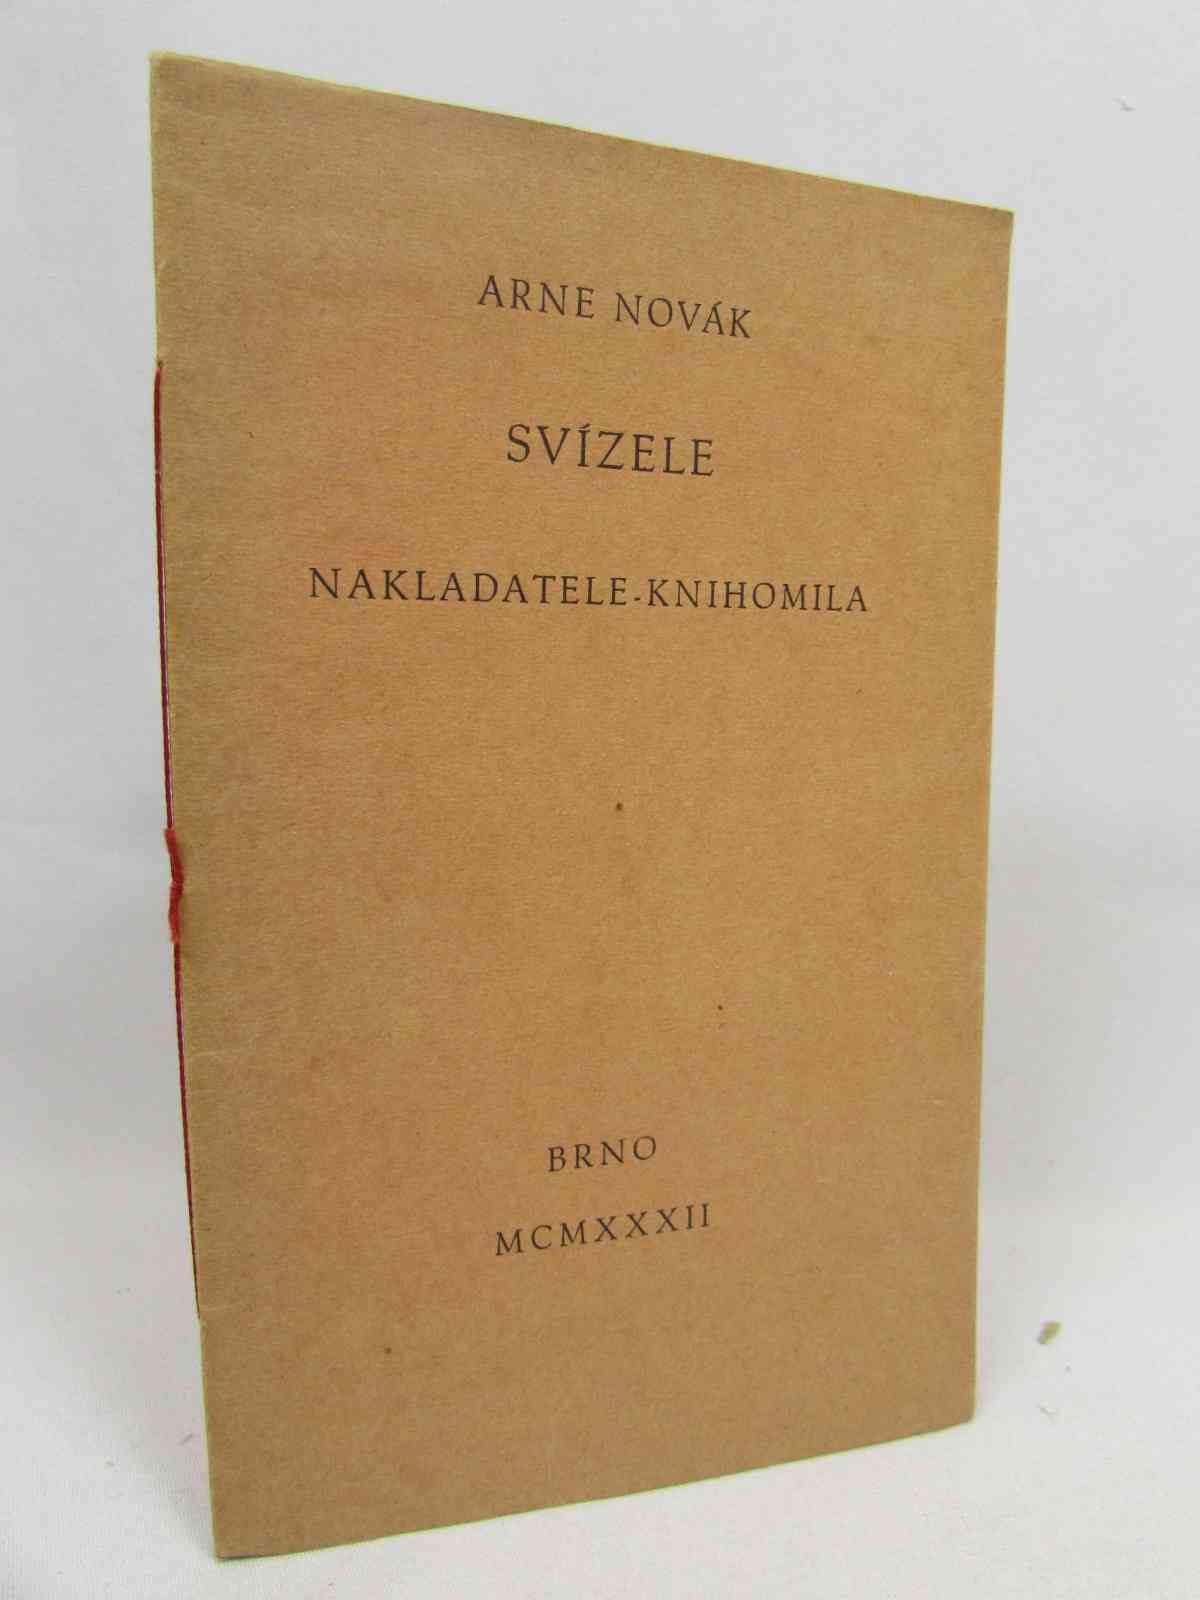 ARNE NOVÁK
SVÍZELE
NAKLADATELE-KNIHOMILA
BRNO
MCMXXXII